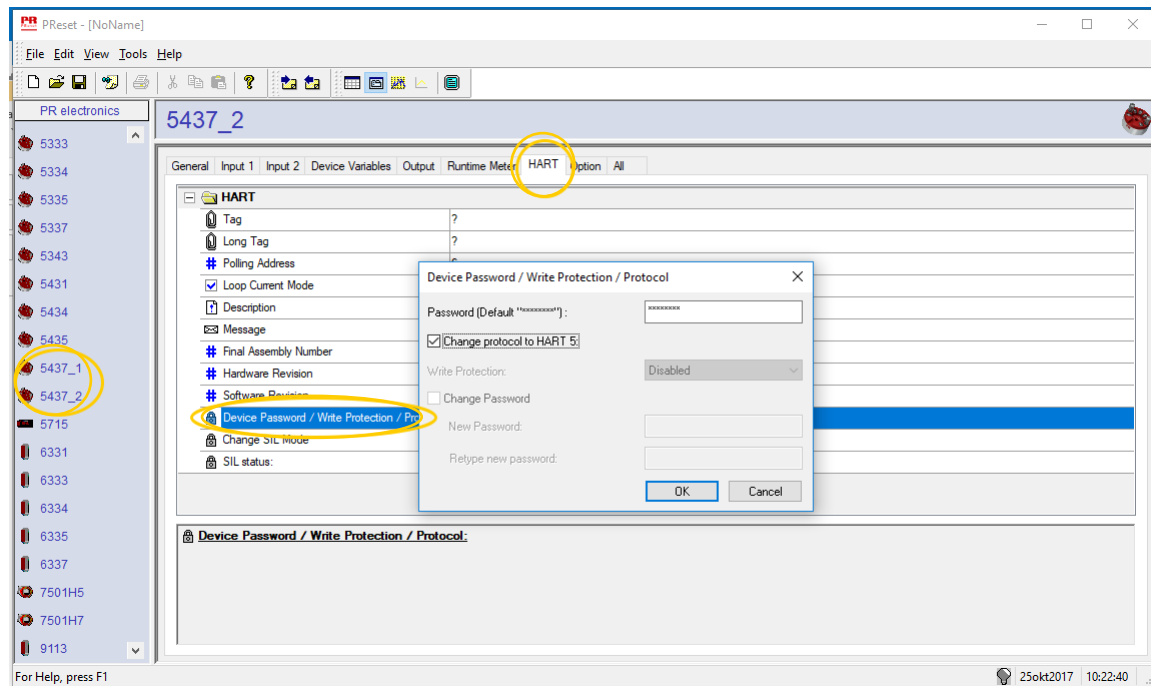 PR PReset - [NoName]
File Edit View Tools Help
PR electronics
5333
5334
5335
5337
5343
5431
5434
5435
5437_1
5437_2
5715
6331
6333
6334
6335
6337
7501H5
7501H7
9113
5437_2
General Input 1 Input 2 Device Variables Output Runtime Meter HART Option All
HART
Tag ?
Long Tag ?
Polling Address
Loop Current Mode
Description
Message
Final Assembly Number
Hardware Revision
Software Revision
Device Password / Write Protection / Pro
Change SIL Mode
SIL status:
Device Password / Write Protection / Protocol
Password (Default "********") : ********
Change protocol to HART 5:
Write Protection: Disabled
Change Password
New Password:
Retype new password:
OK Cancel
Device Password / Write Protection / Protocol:
For Help, press F1 25okt2017 10:22:40